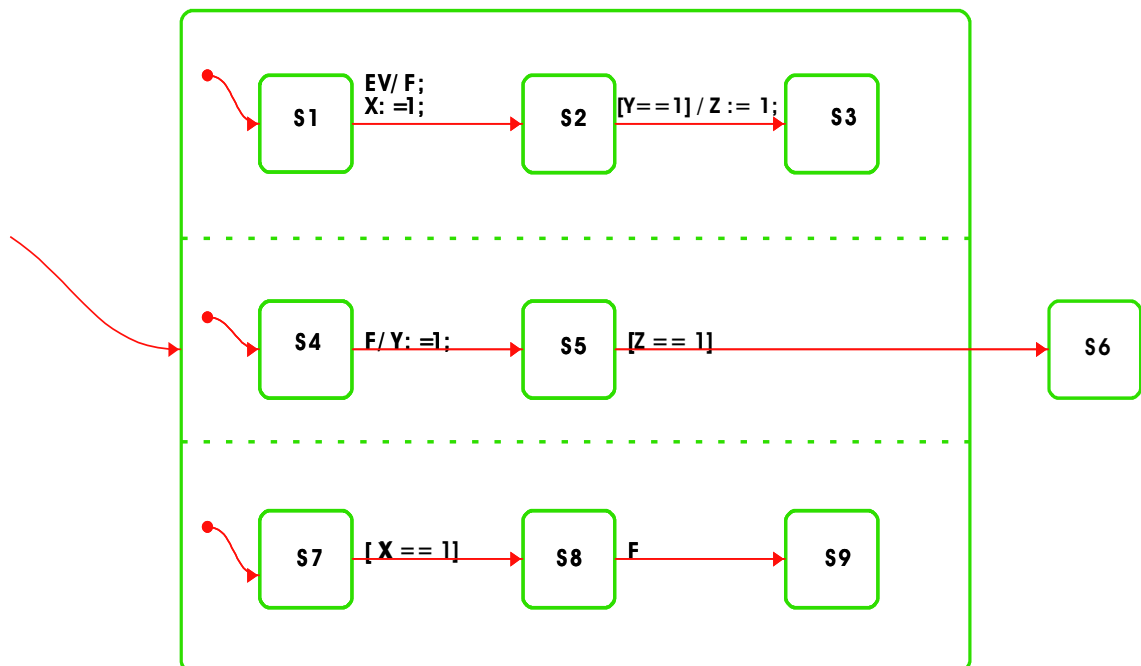 EV/ F;
X: =1;
S1
S2
[Y==1] / Z := 1;
S3
S4
F/ Y: =1;
S5
[Z == 1]
S6
S7
[ X == 1]
S8
F
S9